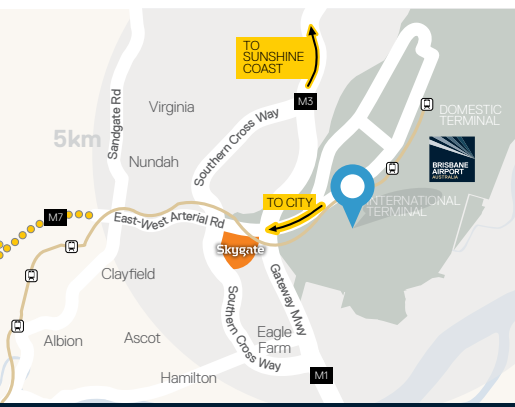 TO
SUNSHINE
COAST
M3
Virginia
Sandgate Rd
Southern Cross Way
DOMESTIC
TERMINAL
5km
BRISBANE
AIRPORT
AUSTRALIA
Nundah
TO CITY
INTERNATIONAL
TERMINAL
M7
East-West Arterial Rd
Skygate
Clayfield
Gateway Mwy
Southern Cross Way
Albion
Ascot
Eagle
Farm
Hamilton
M1